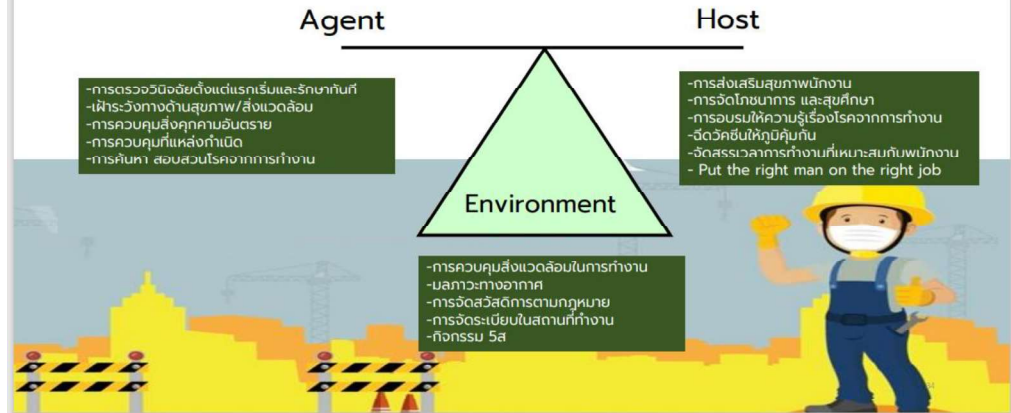 Agent
Host
-การตรวจวินิจฉัยตั้งแต่แรกเริ่มและรักษาทันที
-เฝ้าระวังทางด้านสุขภาพ/สิ่งแวดล้อม
-การควบคุมสิ่งคุกคามอันตราย
-การควบคุมที่แหล่งกำเนิด
-การค้นหา สอบสวนโรคจากการทำงาน
-การส่งเสริมสุขภาพนักงาน
-การจัดโภชนาการ และสุขศึกษา
-การอบรมให้ความรู้เรื่องโรคจากการทำงาน
-ฉีดวัคซีนให้ภูมิคุ้มกัน
-จัดสรรเวลาการทำงานที่เหมาะสมกับพนักงาน
- Put the right man on the right job
Environment
-การควบคุมสิ่งแวดล้อมในการทำงาน
-มลภาวะทางอากาศ
-การจัดสวัสดิการตามกฎหมาย
-การจัดระเบียบในสถานที่ทำงาน
-กิจกรรม 5ส